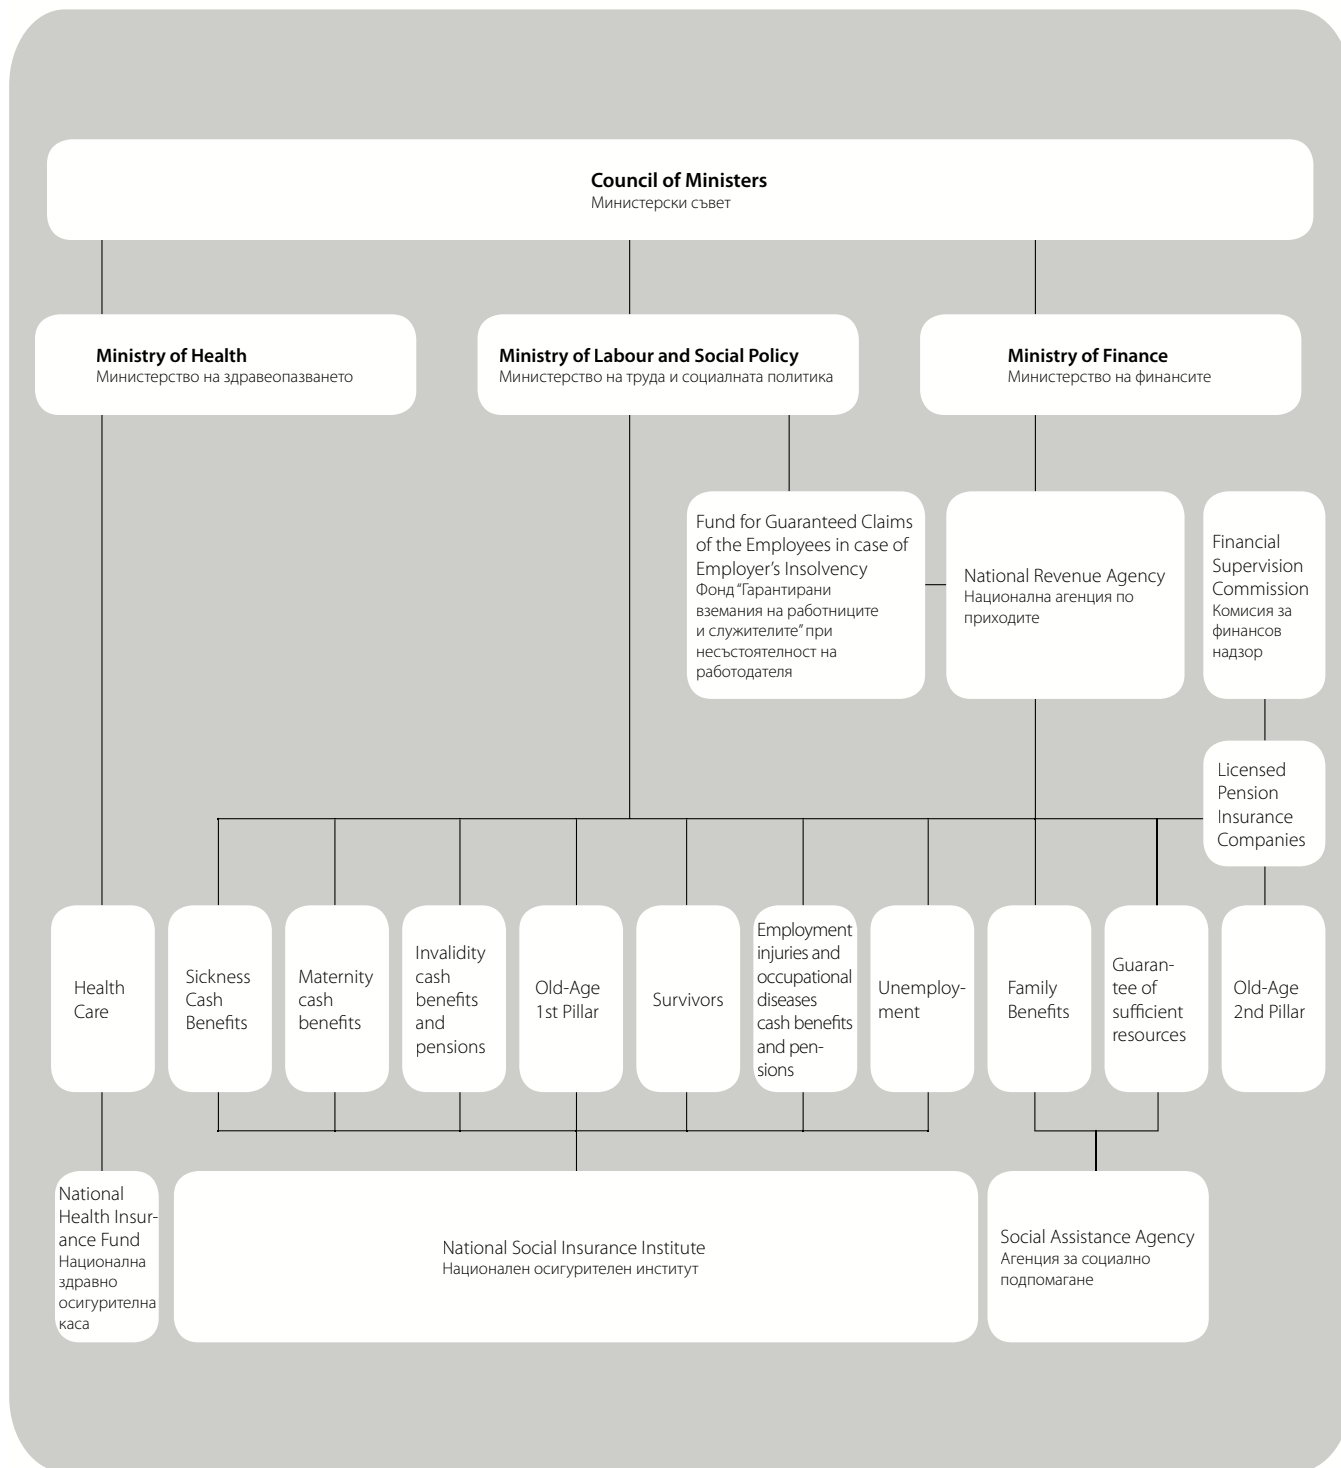 Council of Ministers
Министерски съвет
Ministry of Health
Министерство на здравеопазването
Ministry of Labour and Social Policy
Министерство на труда и социалната политика
Ministry of Finance
Министерство на финансите
Fund for Guaranteed Claims
of the Employees in case of
Employer's Insolvency
Фонд "Гарантирани
вземания на работниците
и служителите" при
несъстоятелност на
работодателя
National Revenue Agency
Национална агенция по
приходите
Financial
Supervision
Commission
Комисия за
финансов
надзор
Licensed
Pension
Insurance
Companies
Health
Care
Sickness
Cash
Benefits
Maternity
cash
benefits
Invalidity
cash
benefits
and
pensions
Old-Age
1st Pillar
Survivors
Employment
injuries and
occupational
diseases
cash benefits
and pen-
sions
Unemploy-
ment
Family
Benefits
Guaran-
tee of
sufficient
resources
Old-Age
2nd Pillar
National
Health Insur-
ance Fund
Национална
здравно
осигурителна
каса
National Social Insurance Institute
Национален осигурителен институт
Social Assistance Agency
Агенция за социално
подпомагане